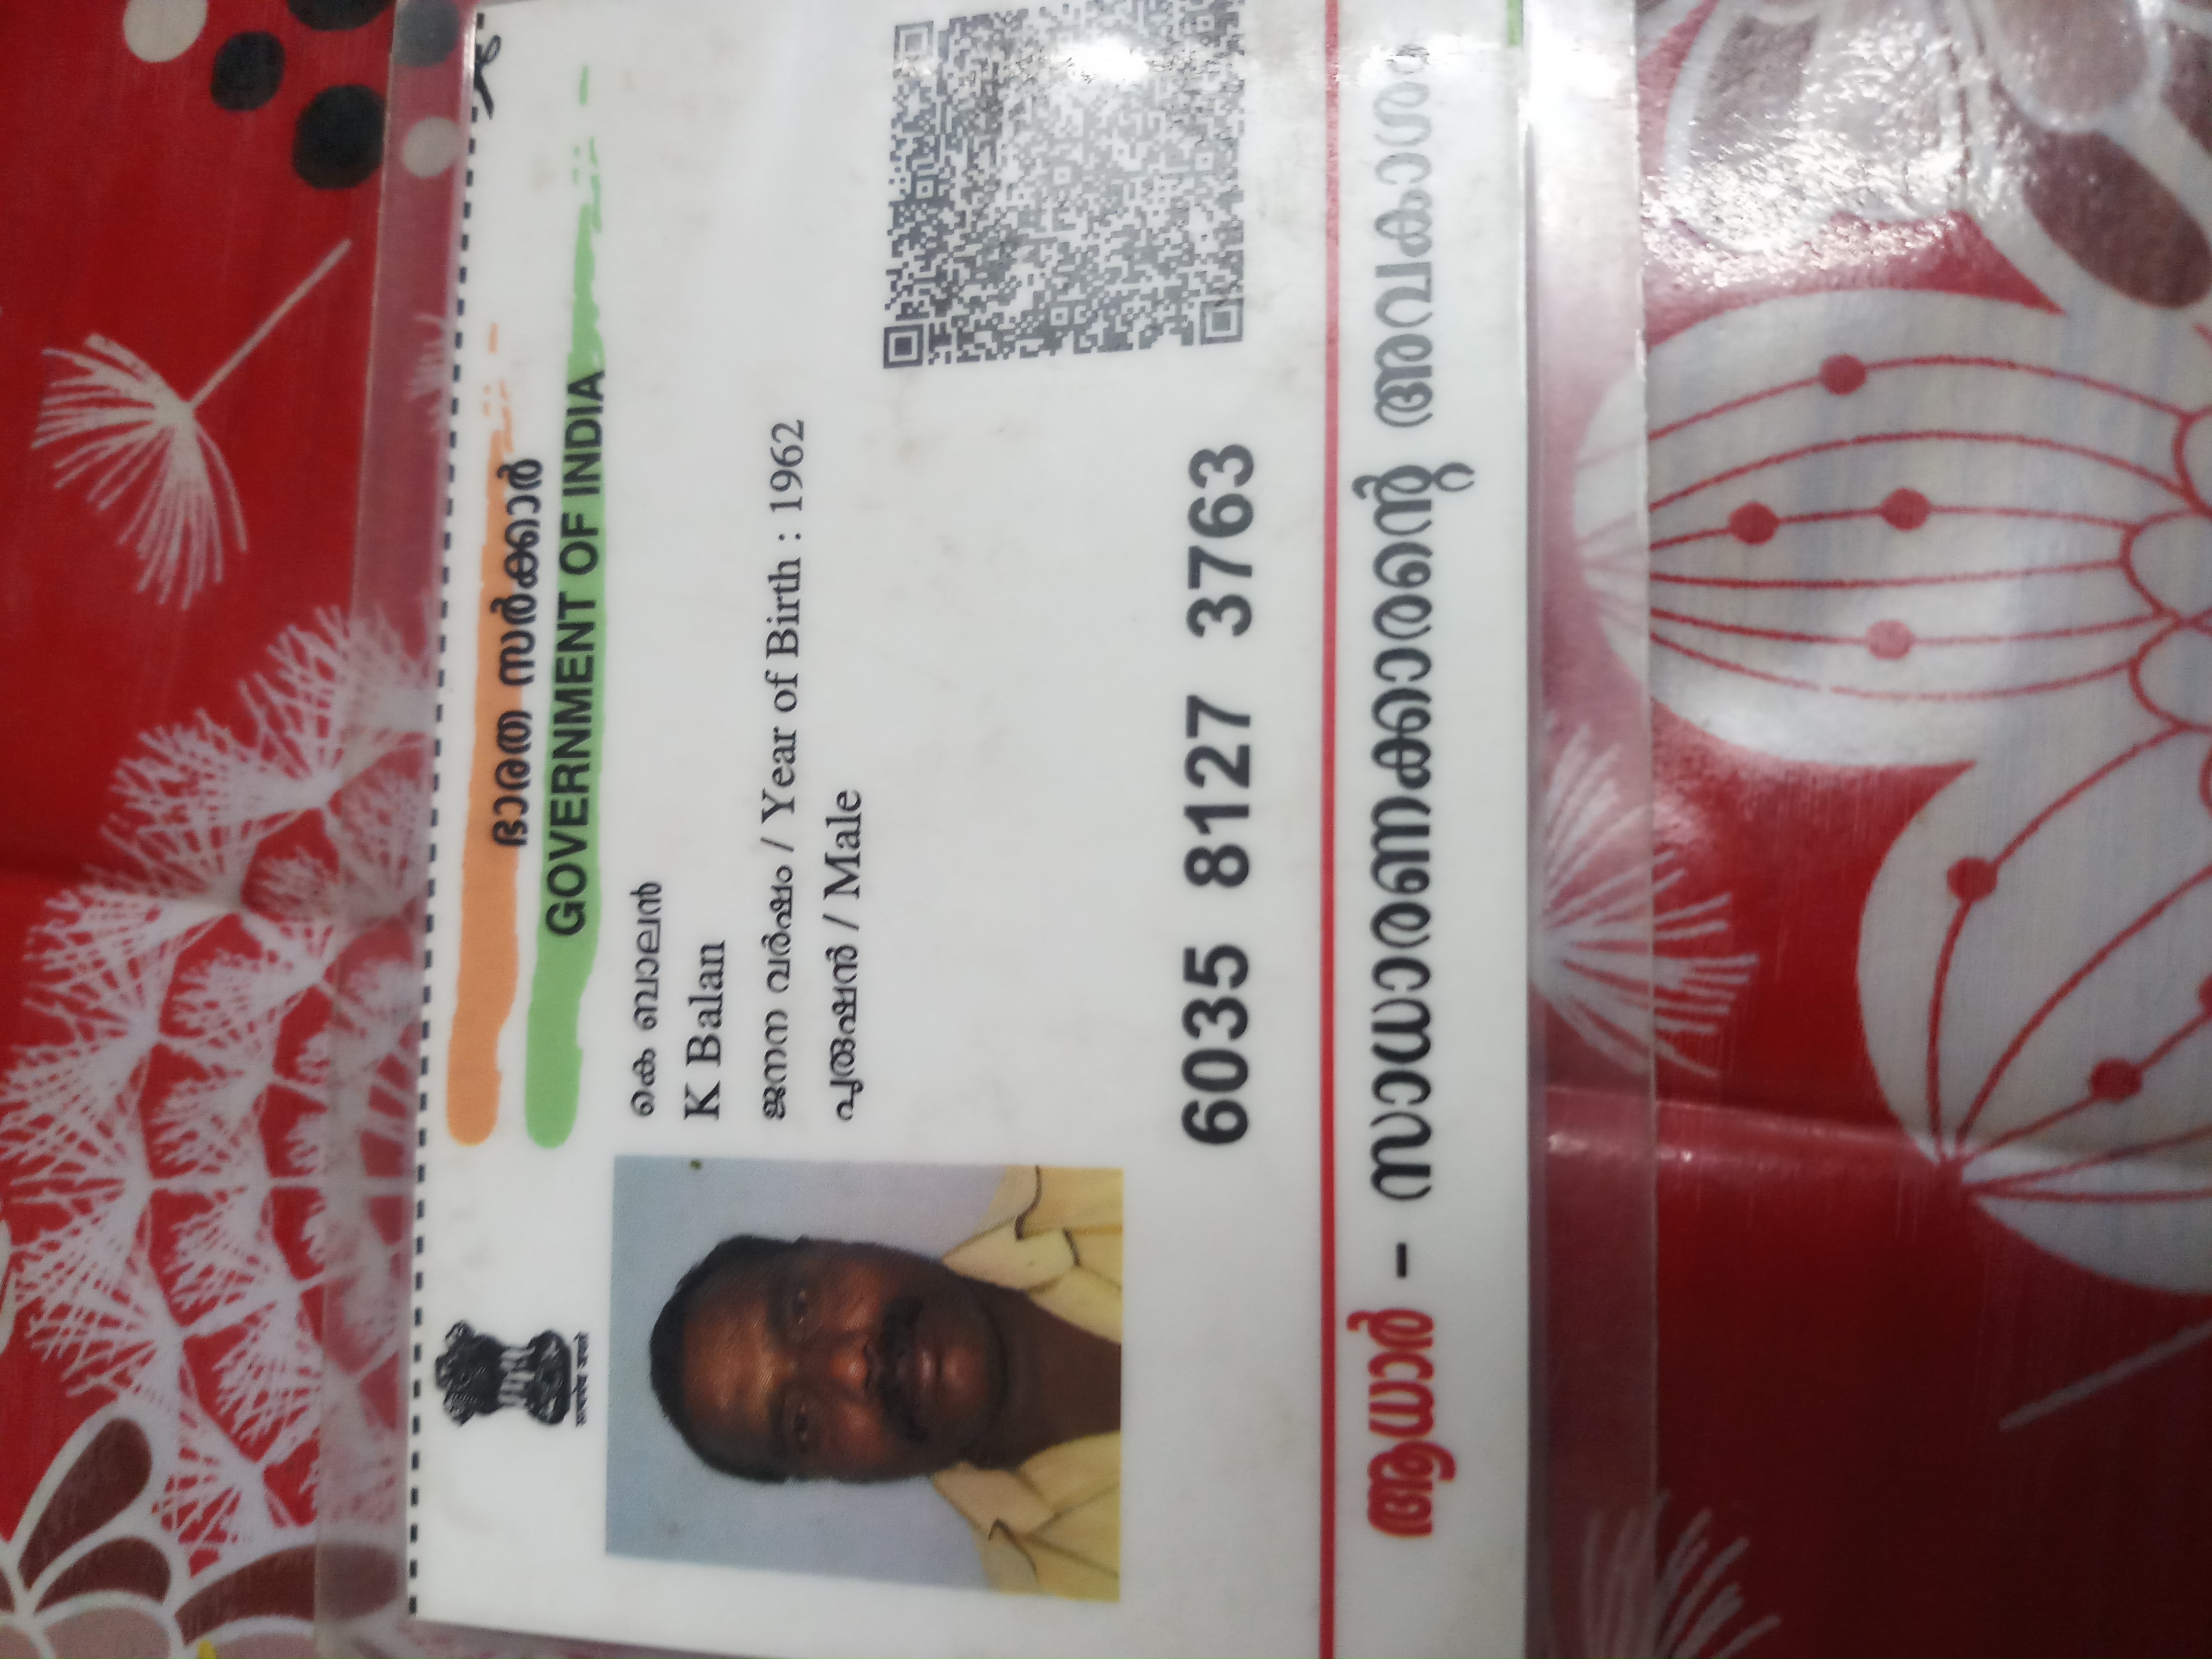 सत्यमेव जयते
ഭാരത സർക്കാർ
GOVERNMENT OF INDIA
കെ ബാലൻ
K Balan
ജനന വർഷം / Year of Birth : 1962
പുരുഷൻ / Male
6035 8127 3763
ആധാർ - സാധാരണക്കാരന്റെ അവകാശം